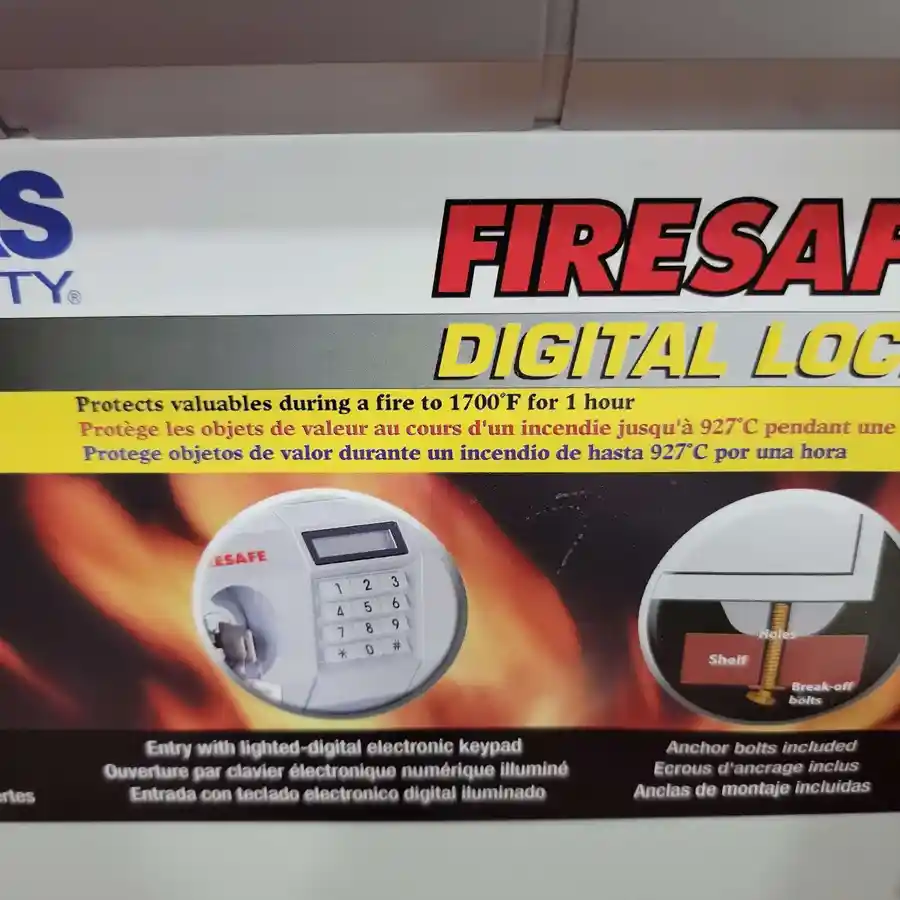 AS
TY®
FIRESAF
DIGITAL LOC
Protects valuables during a fire to 1700°F for 1 hour
Protège les objets de valeur au cours d'un incendie jusqu'à 927°C pendant une
Protege objetos de valor durante un incendio de hasta 927°C por una hora
ESAFE
1 2 3
4 5 6
7 8 9
* 0 #
Holes
Shelf
Break-off
bolts
Entry with lighted-digital electronic keypad
Ouverture par clavier électronique numérique illuminé
Entrada con teclado electronico digital iluminado
Anchor bolts included
Ecrous d'ancrage inclus
Anclas de montaje incluidas
rtes